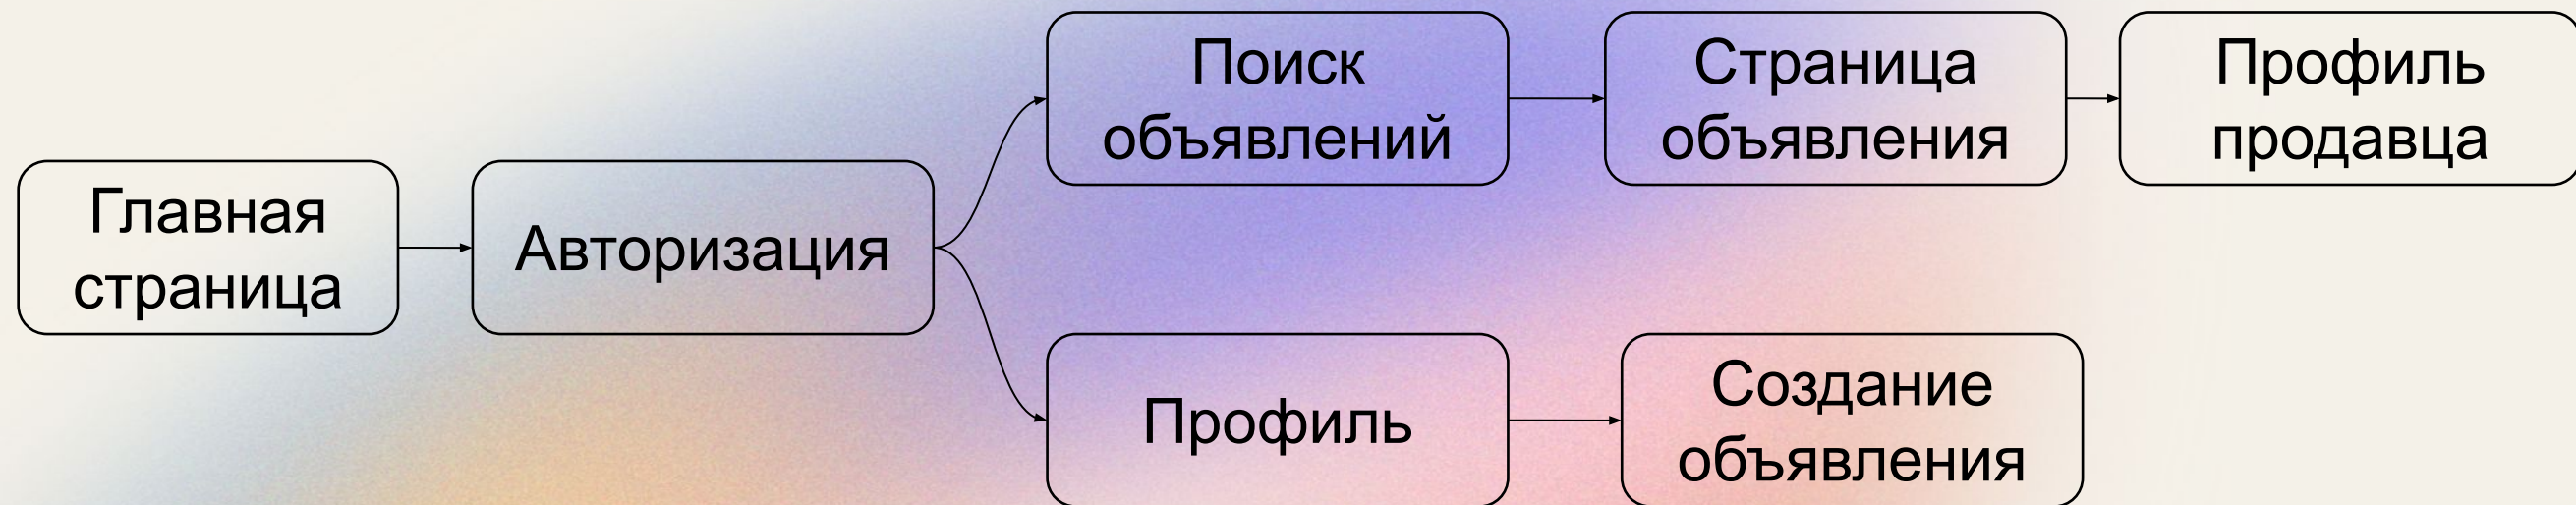 Главная
страница
Авторизация
Поиск
объявлений
Страница
объявления
Профиль
продавца
Профиль
Создание
объявления